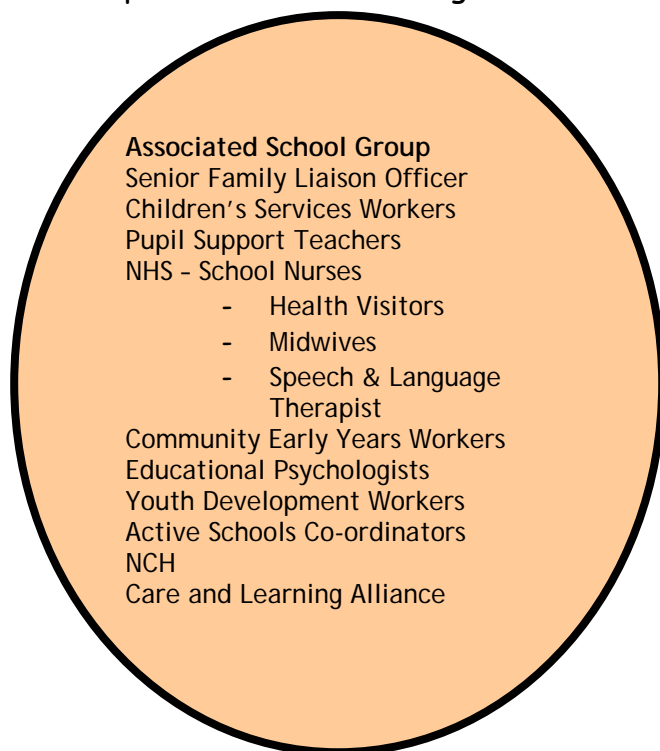 Associated School Group
Senior Family Liaison Officer
Children's Services Workers
Pupil Support Teachers
NHS – School Nurses
- Health Visitors
- Midwives
- Speech & Language
Therapist
Community Early Years Workers
Educational Psychologists
Youth Development Workers
Active Schools Co-ordinators
NCH
Care and Learning Alliance